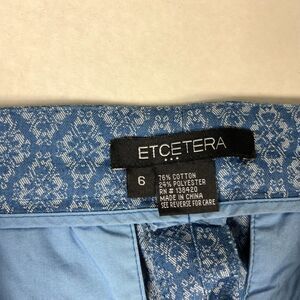 ETCETERA
6
76% COTTON
24% POLYESTER
RN # 138420
MADE IN CHINA
SEE REVERSE FOR CARE